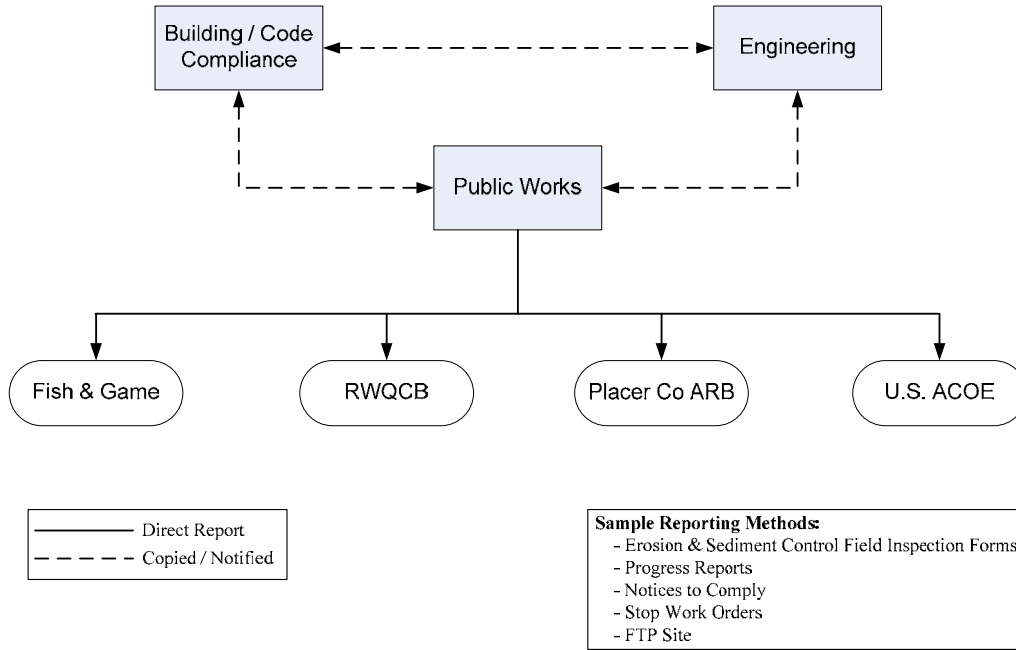 Building / Code
Compliance
Engineering
Public Works
Fish & Game
RWQCB
Placer Co ARB
U.S. ACOE
Direct Report
Copied / Notified
Sample Reporting Methods:
- Erosion & Sediment Control Field Inspection Forms
- Progress Reports
- Notices to Comply
- Stop Work Orders
- FTP Site